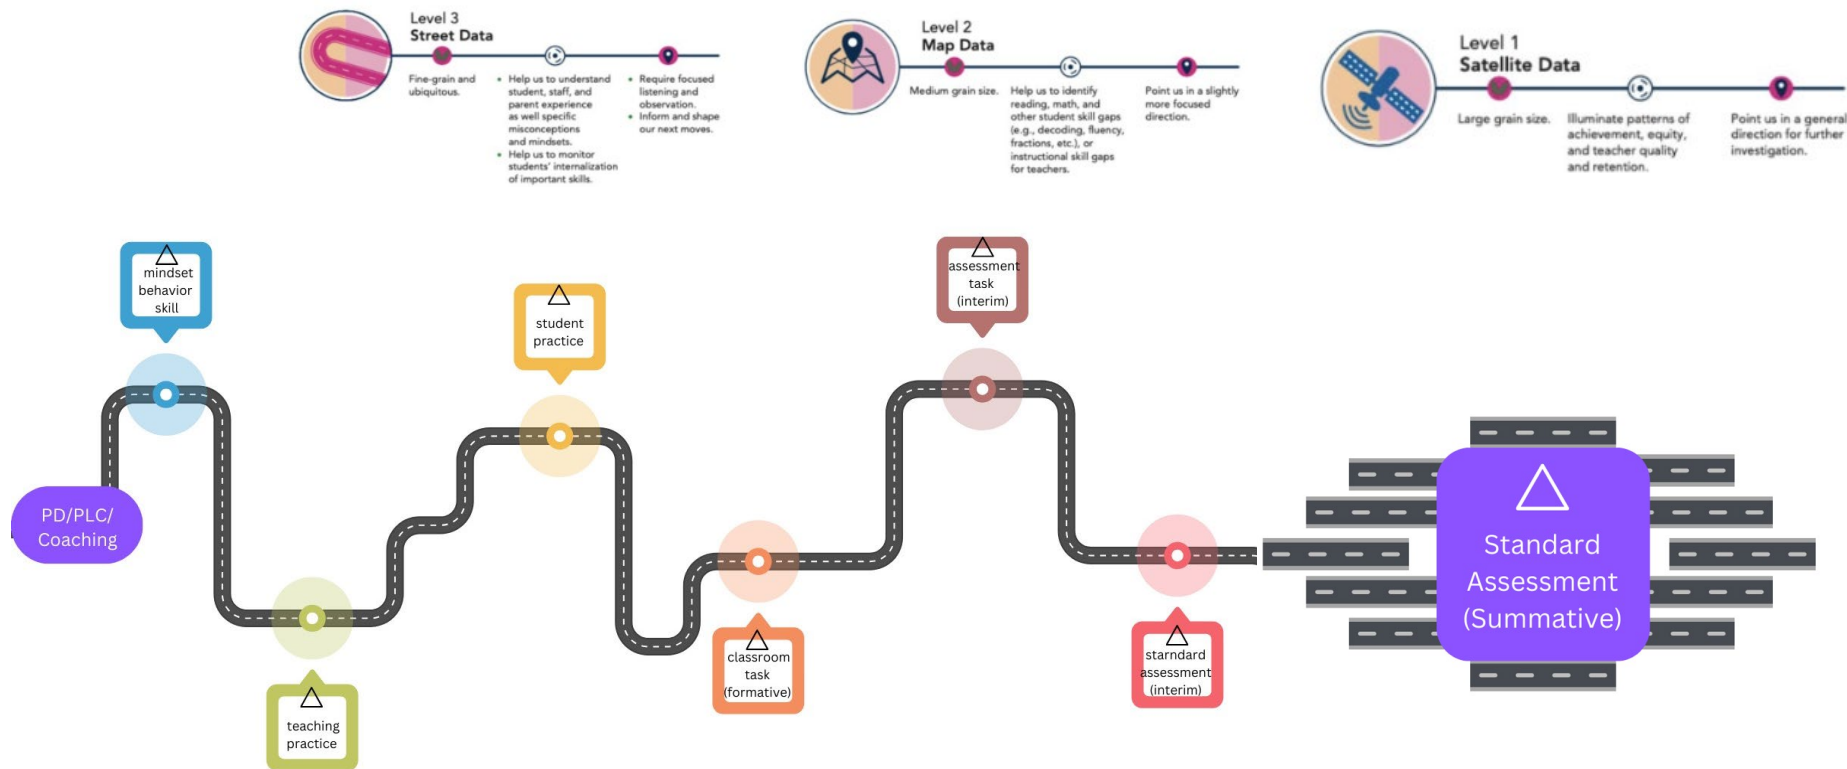 Level 3
Street Data
Fine-grain and
ubiquitous.
• Help us to understand
student, staff, and
parent experience
as well specific
misconceptions
and mindsets.
• Help us to monitor
students' internalization
of important skills.
• Require focused
listening and
observation.
• Inform and shape
our next moves.
Level 2
Map Data
Medium grain size.
Help us to identify
reading, math, and
other student skill gaps
(e.g., decoding, fluency,
fractions, etc.), or
instructional skill gaps
for teachers.
Point us in a slightly
more focused
direction.
Level 1
Satellite Data
Large grain size.
Illuminate patterns of
achievement, equity,
and teacher quality
and retention.
Point us in a general
direction for further
investigation.
PD/PLC/
Coaching
mindset
behavior
skill
teaching
practice
student
practice
classroom
task
(formative)
assessment
task
(interim)
starndard
assessment
(interim)
Standard
Assessment
(Summative)